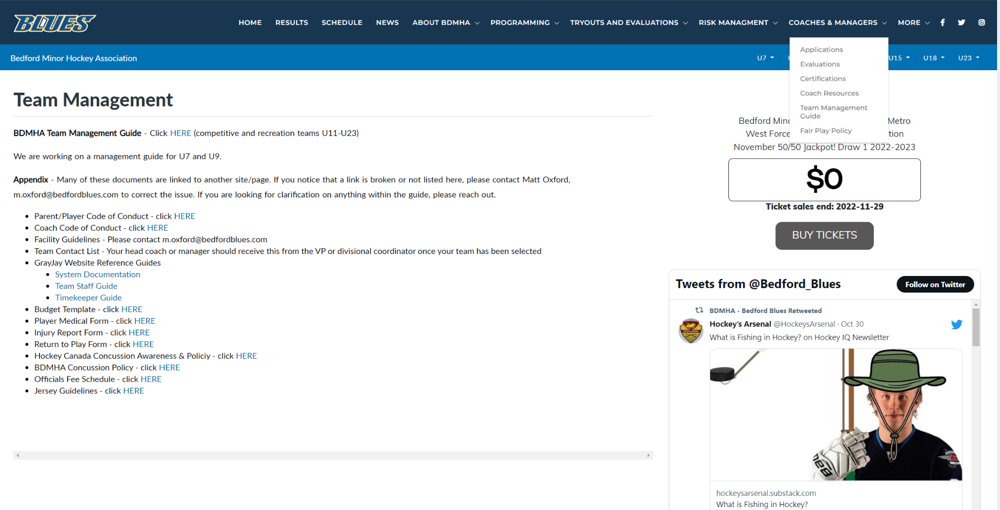 BLUES
HOME RESULTS SCHEDULE NEWS ABOUT BDMHA PROGRAMMING TRYOUTS AND EVALUATIONS RISK MANAGMENT COACHES & MANAGERS MORE
Bedford Minor Hockey Association
U7 U15 U18 U23
Applications
Evaluations
Certifications
Coach Resources
Team Management
Guide
Fair Play Policy
Team Management
BDMHA Team Management Guide - Click HERE (competitive and recreation teams U11-U23)
We are working on a management guide for U7 and U9.
Appendix - Many of these documents are linked to another site/page. If you notice that a link is broken or not listed here, please contact Matt Oxford,
m.oxford@bedfordblues.com to correct the issue. If you are looking for clarification on anything within the guide, please reach out.
Parent/Player Code of Conduct - click HERE
Coach Code of Conduct - click HERE
Facility Guidelines - Please contact m.oxford@bedfordblues.com
Team Contact List - Your head coach or manager should receive this from the VP or divisional coordinator once your team has been selected
GrayJay Website Reference Guides
System Documentation
Team Staff Guide
Timekeeper Guide
Budget Template - click HERE
Player Medical Form - click HERE
Injury Report Form - click HERE
Return to Play Form - click HERE
Hockey Canada Concussion Awareness & Policiy - click HERE
BDMHA Concussion Policy - click HERE
Officials Fee Schedule - click HERE
Jersey Guidelines - click HERE
Bedford Metro
West Force
November 50/50 Jackpot! Draw 1 2022-2023
$0
Ticket sales end: 2022-11-29
BUY TICKETS
Tweets from @Bedford_Blues
Follow on Twitter
BDMHA - Bedford Blues Retweeted
Hockey's Arsenal @HockeysArsenal · Oct 30
What is Fishing in Hockey? on Hockey IQ Newsletter
hockeysarsenal.substack.com
What is Fishing in Hockey?